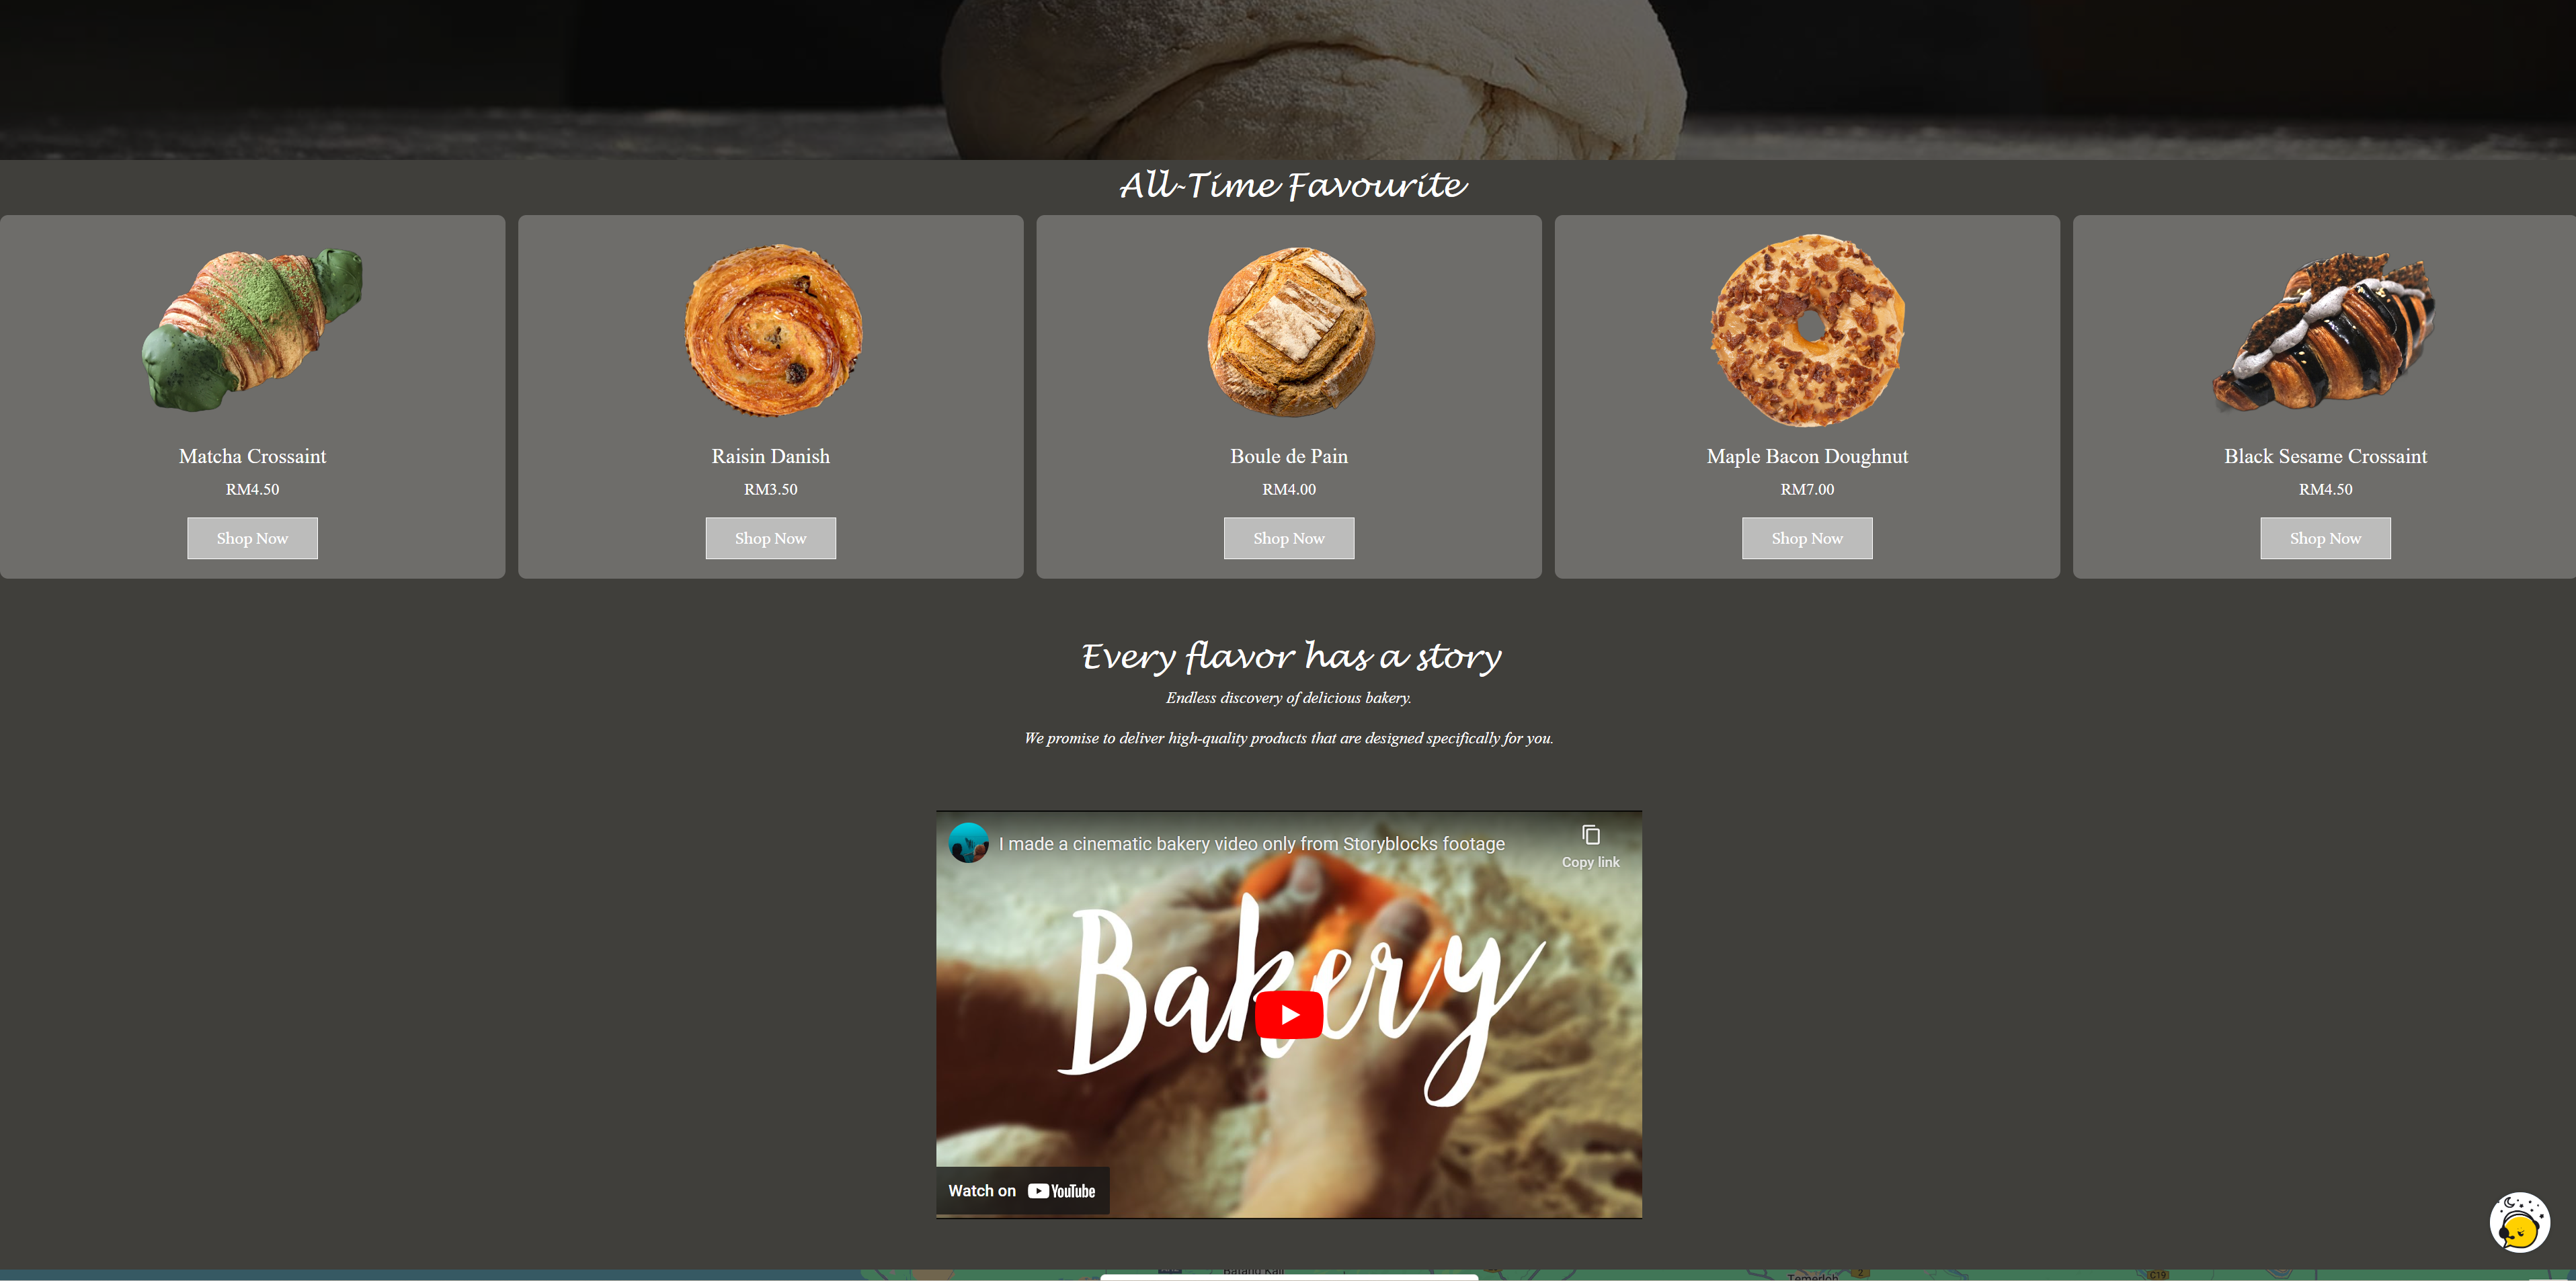 All-Time Favourite
Matcha Crossaint
RM4.50
Shop Now
Raisin Danish
RM3.50
Shop Now
Boule de Pain
RM4.00
Shop Now
Maple Bacon Doughnut
RM7.00
Shop Now
Black Sesame Crossaint
RM4.50
Shop Now
Every flavor has a story
Endless discovery of delicious bakery.
We promise to deliver high-quality products that are designed specifically for you.
I made a cinematic bakery video only from Storyblocks footage
Copy link
Bakery
Watch on YouTube
Temerloh
2
C19